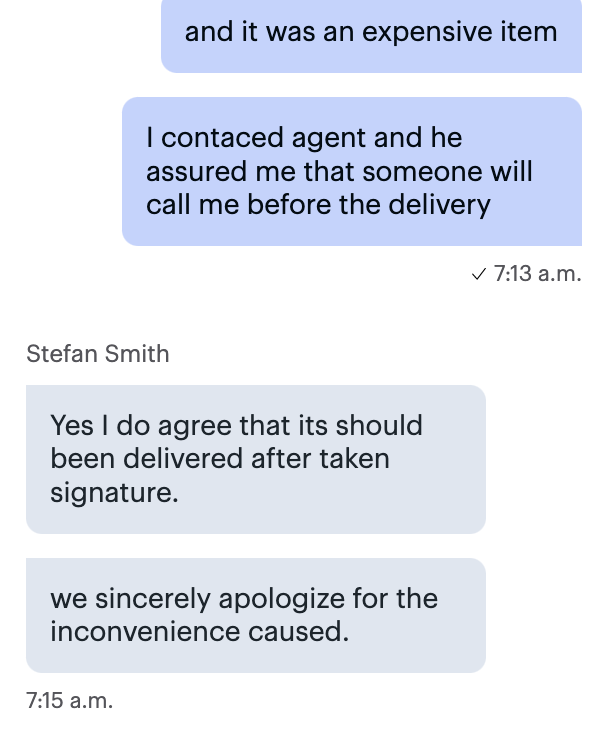 and it was an expensive item
I contaced agent and he
assured me that someone will
call me before the delivery
✓ 7:13 a.m.
Stefan Smith
Yes I do agree that its should
been delivered after taken
signature.
we sincerely apologize for the
inconvenience caused.
7:15 a.m.